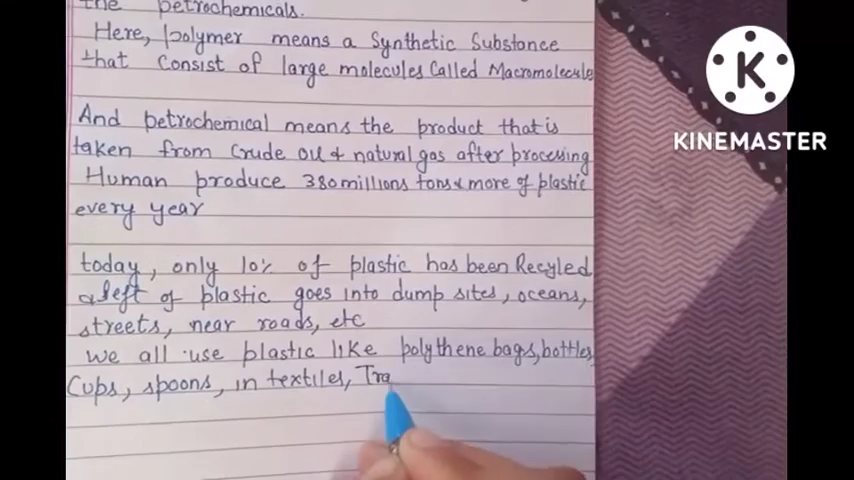 the petrochemicals.
Here, polymer means a Synthetic Substance
that Consist of large molecules Called Macromolecules
And petrochemical means the product that is
taken from Crude Oil & natural gas after processing
Human produce 380 millions tons & more of plastic
every year
today, only 10% of plastic has been Recycled
& left of plastic goes into dump sites, oceans,
streets, near roads, etc
We all use plastic like polythene bags, bottles,
Cups, spoons, in textiles, Tra
K
KINEMASTER